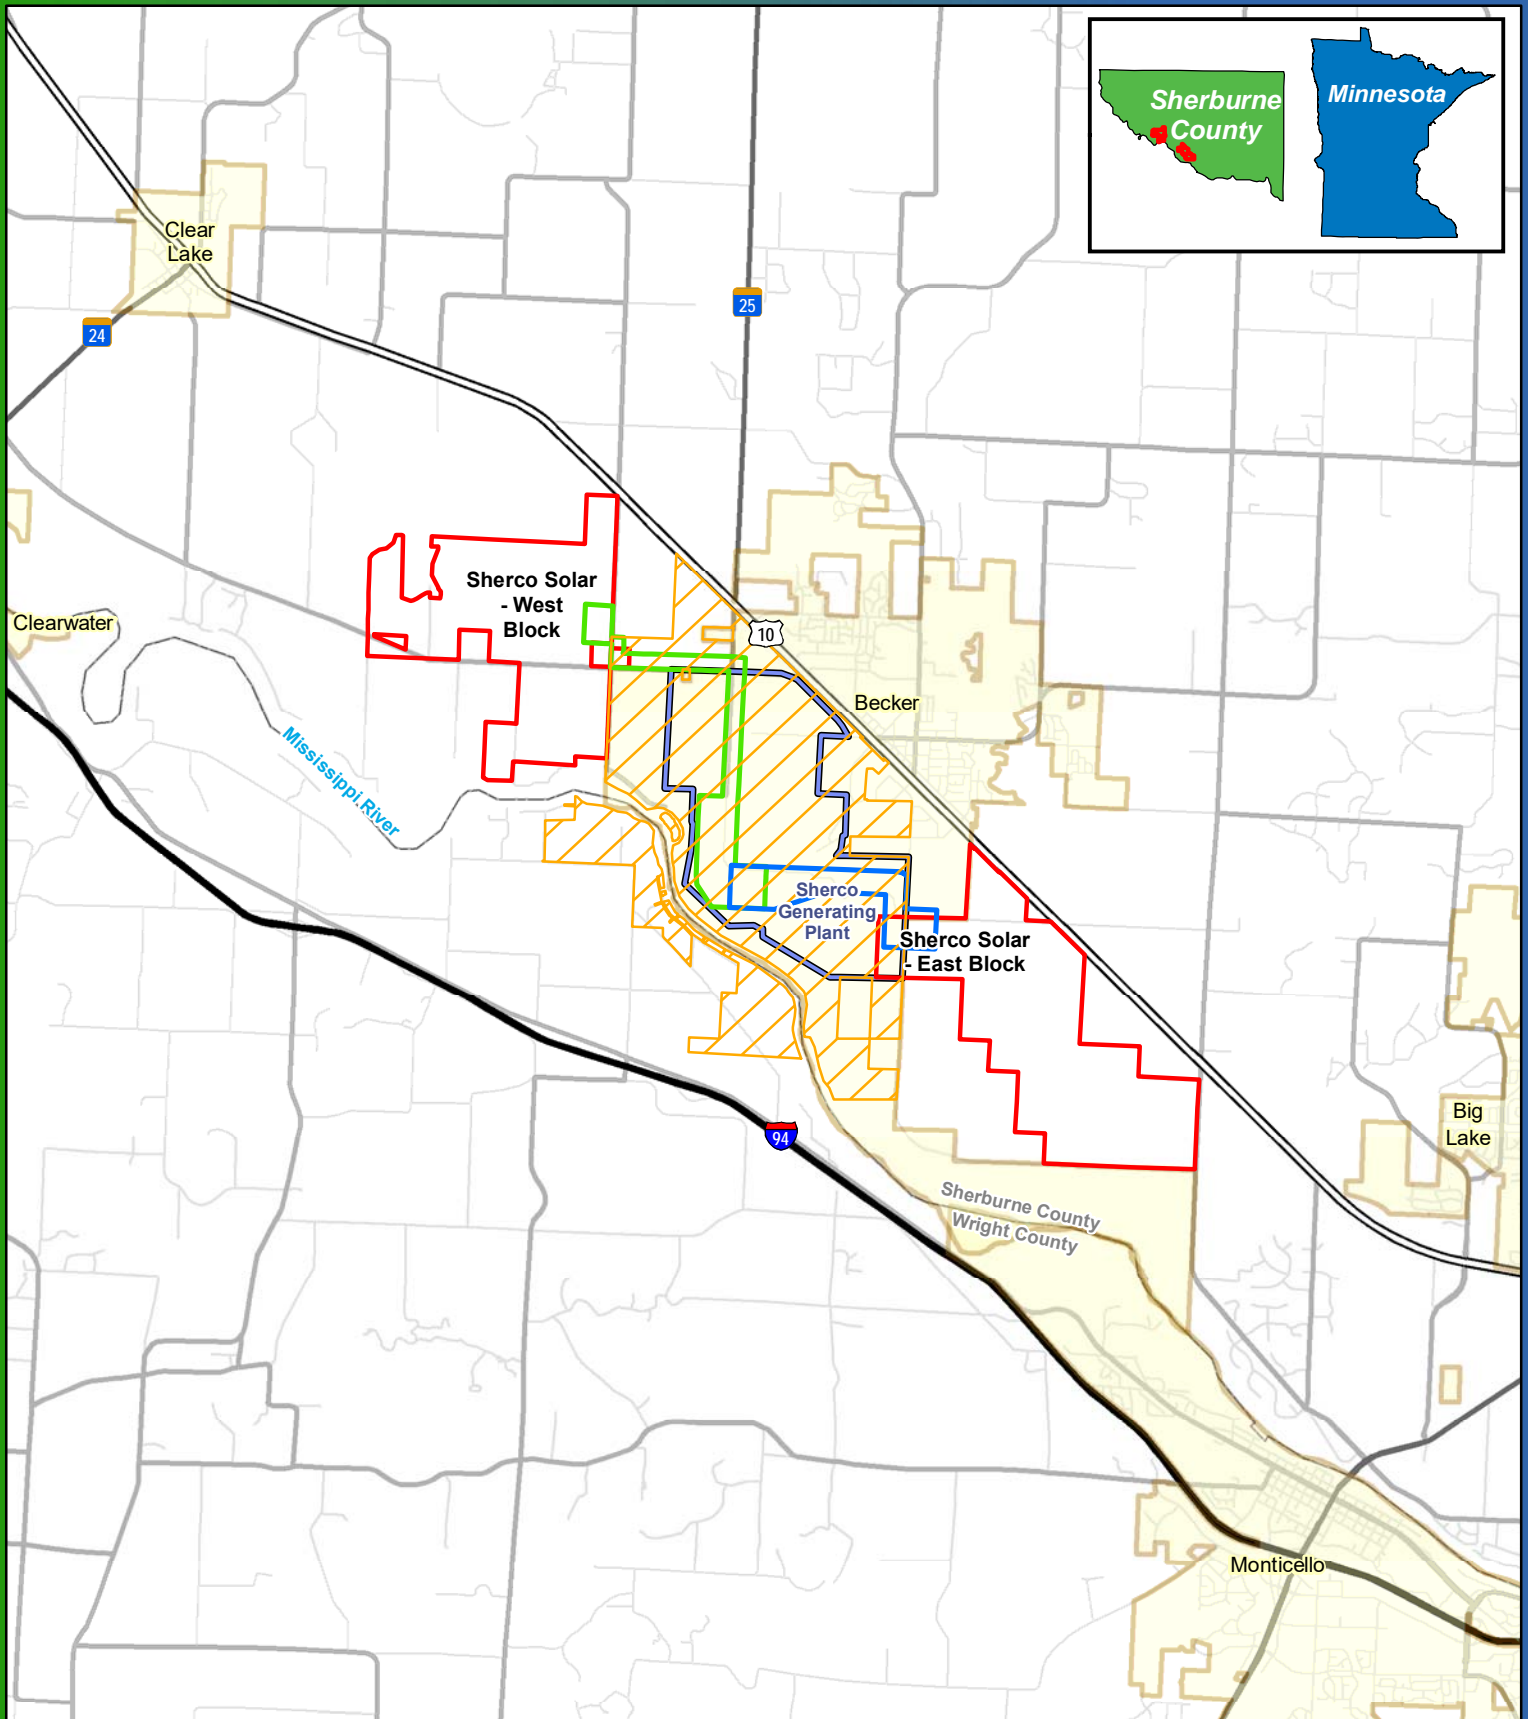 Sherburne
County
Minnesota
Clear
Lake
25
24
Sherco Solar
- West
Block
Clearwater
10
Becker
Mississippi River
Sherco
Generating
Plant
Sherco Solar
- East Block
Big
Lake
94
Sherburne County
Wright County
Monticello